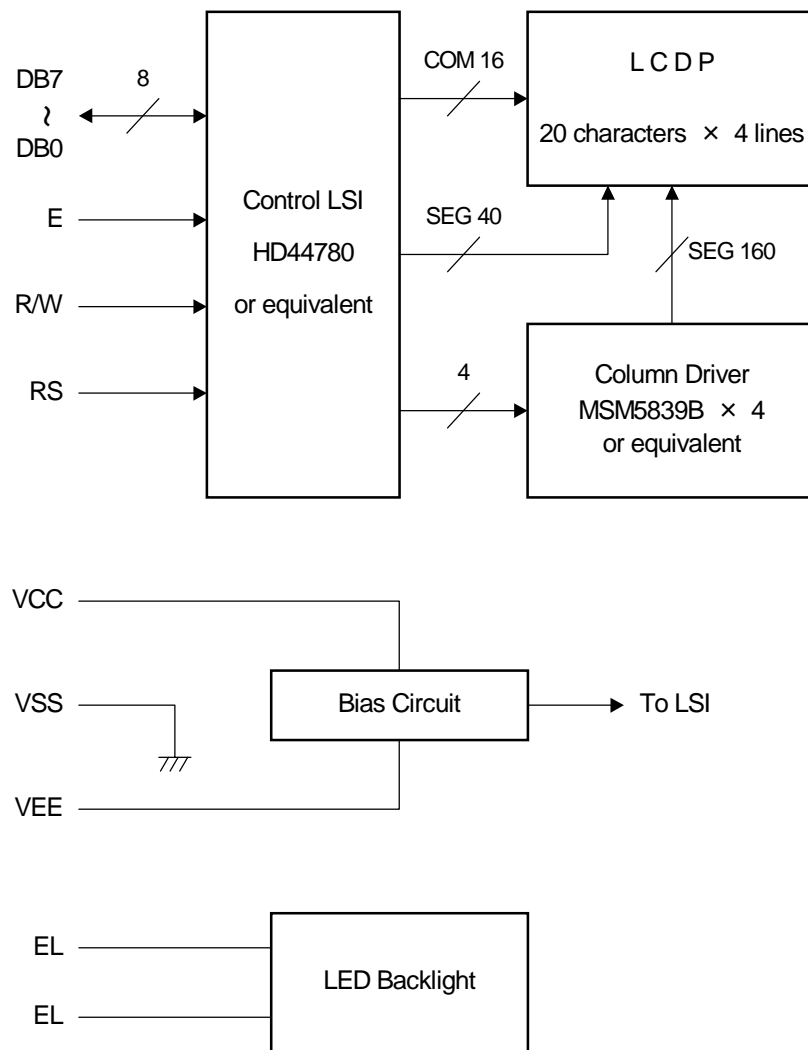 DB7
~
DB0
8
E
R/W
RS
Control LSI
HD44780
or equivalent
COM 16
SEG 40
4
L C D P
20 characters × 4 lines
SEG 160
Column Driver
MSM5839B × 4
or equivalent
VCC
VSS
VEE
Bias Circuit
To LSI
EL
EL
LED Backlight